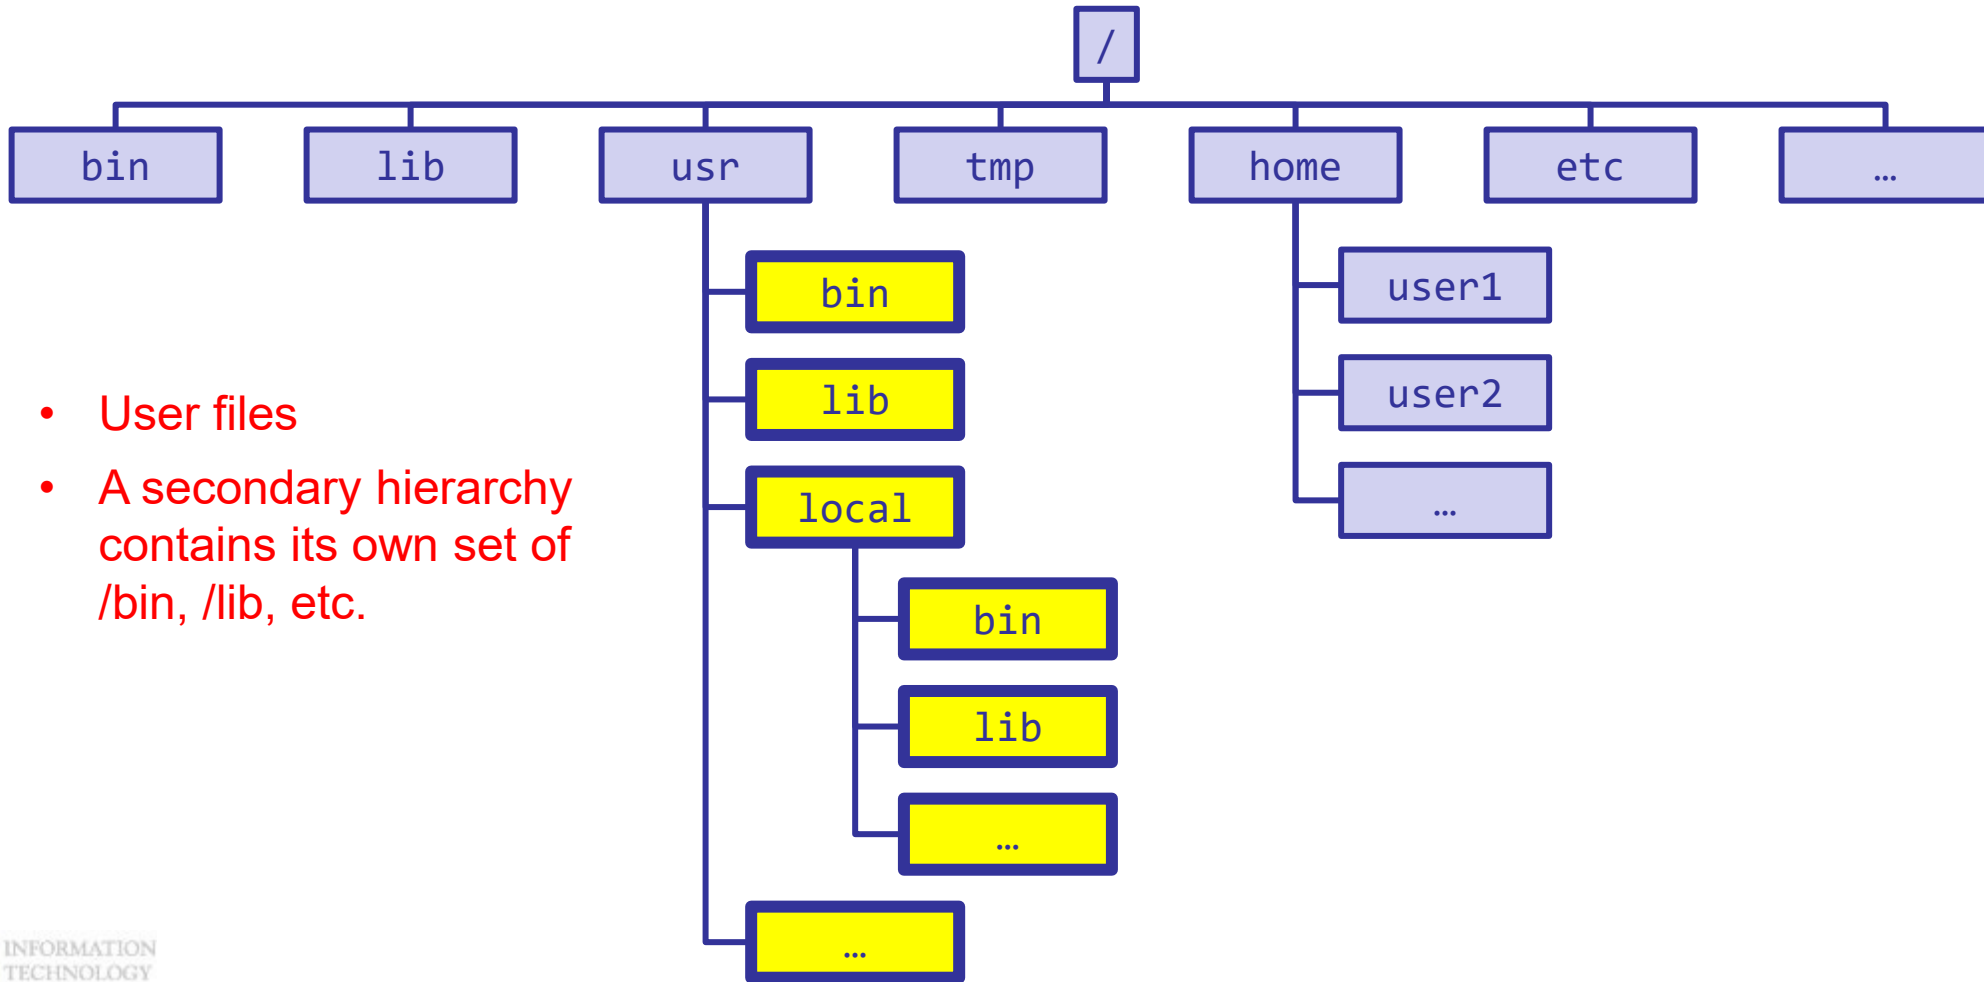 /
bin
lib
usr
tmp
home
etc
…
bin
lib
local
bin
lib
…
…
user1
user2
…
• User files
• A secondary hierarchy
contains its own set of
/bin, /lib, etc.
INFORMATION
TECHNOLOGY